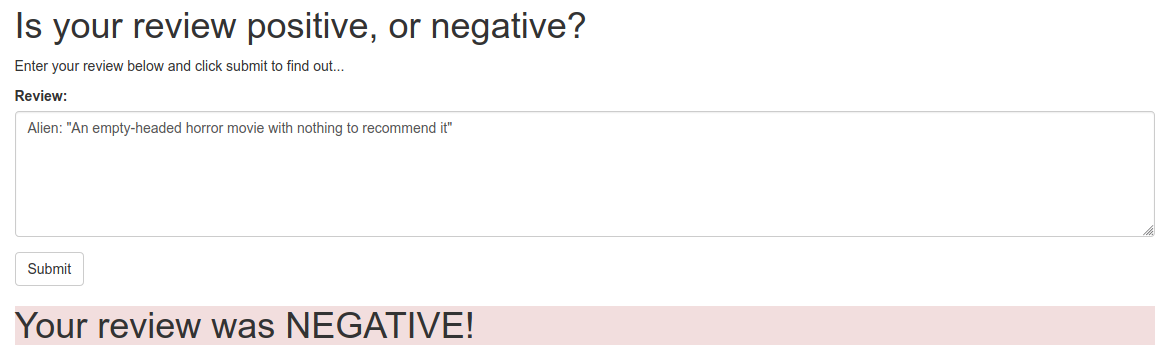 Is your review positive, or negative?
Enter your review below and click submit to find out...
Review:
Alien: "An empty-headed horror movie with nothing to recommend it"
Submit
Your review was NEGATIVE!